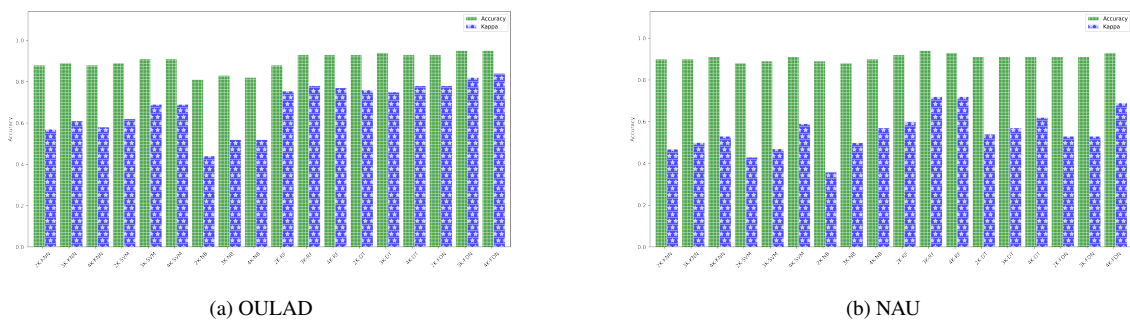 Accuracy
Kappa
1.0
0.8
0.6
0.4
0.2
0.0
Accuracy
2K-KNN 3K-KNN 4K-KNN 2K-SVM 3K-SVM 4K-SVM 2K-NB 3K-NB 4K-NB 2K-RF 3K-RF 4K-RF 2K-DT 3K-DT 4K-DT 2K-FDN 3K-FDN 4K-FDN
(a) OULAD
Accuracy
Kappa
1.0
0.8
0.6
0.4
0.2
0.0
Accuracy
2K-KNN 3K-KNN 4K-KNN 2K-SVM 3K-SVM 4K-SVM 2K-NB 3K-NB 4K-NB 2K-RF 3K-RF 4K-RF 2K-DT 3K-DT 4K-DT 2K-FDN 3K-FDN 4K-FDN
(b) NAU